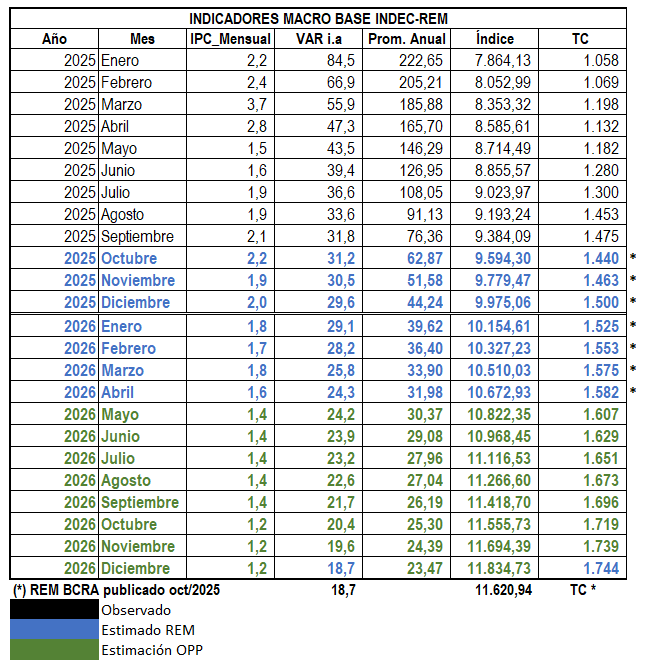 INDICADORES MACRO BASE INDEC-REM
Año Mes IPC_Mensual VAR i.a Prom. Anual Índice TC
2025 Enero 2,2 84,5 222,65 7.864,13 1.058
2025 Febrero 2,4 66,9 205,21 8.052,99 1.069
2025 Marzo 3,7 55,9 185,88 8.353,32 1.198
2025 Abril 2,8 47,3 165,70 8.585,61 1.132
2025 Mayo 1,5 43,5 146,29 8.714,49 1.182
2025 Junio 1,6 39,4 126,95 8.855,57 1.280
2025 Julio 1,9 36,6 108,05 9.023,97 1.300
2025 Agosto 1,9 33,6 91,13 9.193,24 1.453
2025 Septiembre 2,1 31,8 76,36 9.384,09 1.475
2025 Octubre 2,2 31,2 62,87 9.594,30 1.440 *
2025 Noviembre 1,9 30,5 51,58 9.779,47 1.463 *
2025 Diciembre 2,0 29,6 44,24 9.975,06 1.500 *
2026 Enero 1,8 29,1 39,62 10.154,61 1.525 *
2026 Febrero 1,7 28,2 36,40 10.327,23 1.553 *
2026 Marzo 1,8 25,8 33,90 10.510,03 1.575 *
2026 Abril 1,6 24,3 31,98 10.672,93 1.582 *
2026 Mayo 1,4 24,2 30,37 10.822,35 1.607
2026 Junio 1,4 23,9 29,08 10.968,45 1.629
2026 Julio 1,4 23,2 27,96 11.116,53 1.651
2026 Agosto 1,4 22,6 27,04 11.266,60 1.673
2026 Septiembre 1,4 21,7 26,19 11.418,70 1.696
2026 Octubre 1,2 20,4 25,30 11.555,73 1.719
2026 Noviembre 1,2 19,6 24,39 11.694,39 1.739
2026 Diciembre 1,2 18,7 23,47 11.834,73 1.744
(*) REM BCRA publicado oct/2025 18,7 11.620,94 TC *
Observado
Estimado REM
Estimación OPP